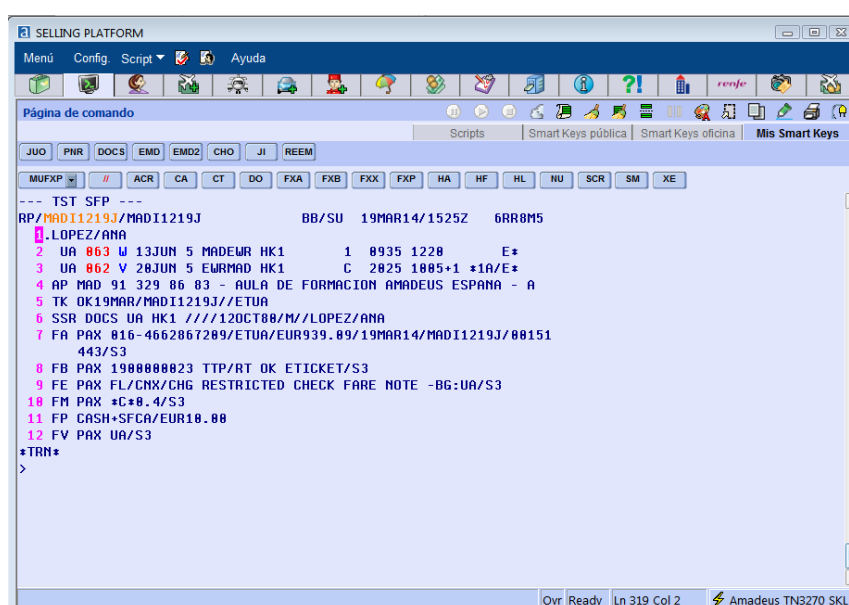 SELLING PLATFORM
Menú Config. Script Ayuda
?! renfe
Página de comando
Scripts Smart Keys pública Smart Keys oficina Mis Smart Keys
JUO PNR DOCS EMD EMD2 CHO JI REEM
MUFXP // ACR CA CT DO FXA FXB FXX FXP HA HF HL NU SCR SM XE
--- TST SFP ---
RP/MADI1219J/MADI1219J BB/SU 19MAR14/1525Z 6RR8M5
1.LOPEZ/ANA
2 UA 063 W 13JUN 5 MADEWR HK1 1 0935 1220 E*
3 UA 062 V 20JUN 5 EWRMAD HK1 C 2025 1005+1 *1A/E*
4 AP MAD 91 329 86 83 - AULA DE FORMACION AMADEUS ESPANA - A
5 TK OK19MAR/MADI1219J//ETUA
6 SSR DOCS UA HK1 ////12OCT80/M//LOPEZ/ANA
7 FA PAX 016-4662867209/ETUA/EUR939.09/19MAR14/MADI1219J/00151
443/S3
8 FB PAX 1900000023 TTP/RT OK ETICKET/S3
9 FE PAX FL/CNX/CHG RESTRICTED CHECK FARE NOTE -BG:UA/S3
10 FM PAX *C*0.4/S3
11 FP CASH+SFCA/EUR10.00
12 FV PAX UA/S3
*TRN*
>
Ovr Ready Ln 319 Col 2 Amadeus TN3270 SKL